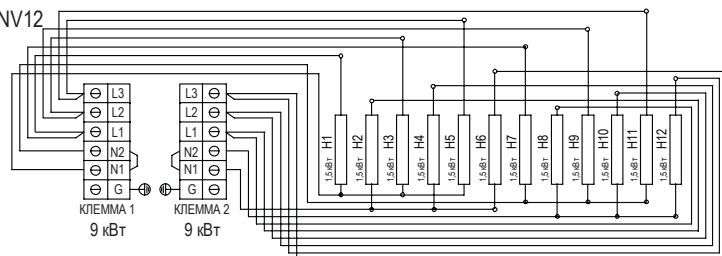 NV12
L3
L2
L1
N2
N1
G
КЛЕММА 1
9 кВт
L3
L2
L1
N2
N1
G
КЛЕММА 2
9 кВт
H1
1,5 кВт
H2
1,5 кВт
H3
1,5 кВт
H4
1,5 кВт
H5
1,5 кВт
H6
1,5 кВт
H7
1,5 кВт
H8
1,5 кВт
H9
1,5 кВт
H10
1,5 кВт
H11
1,5 кВт
H12
1,5 кВт